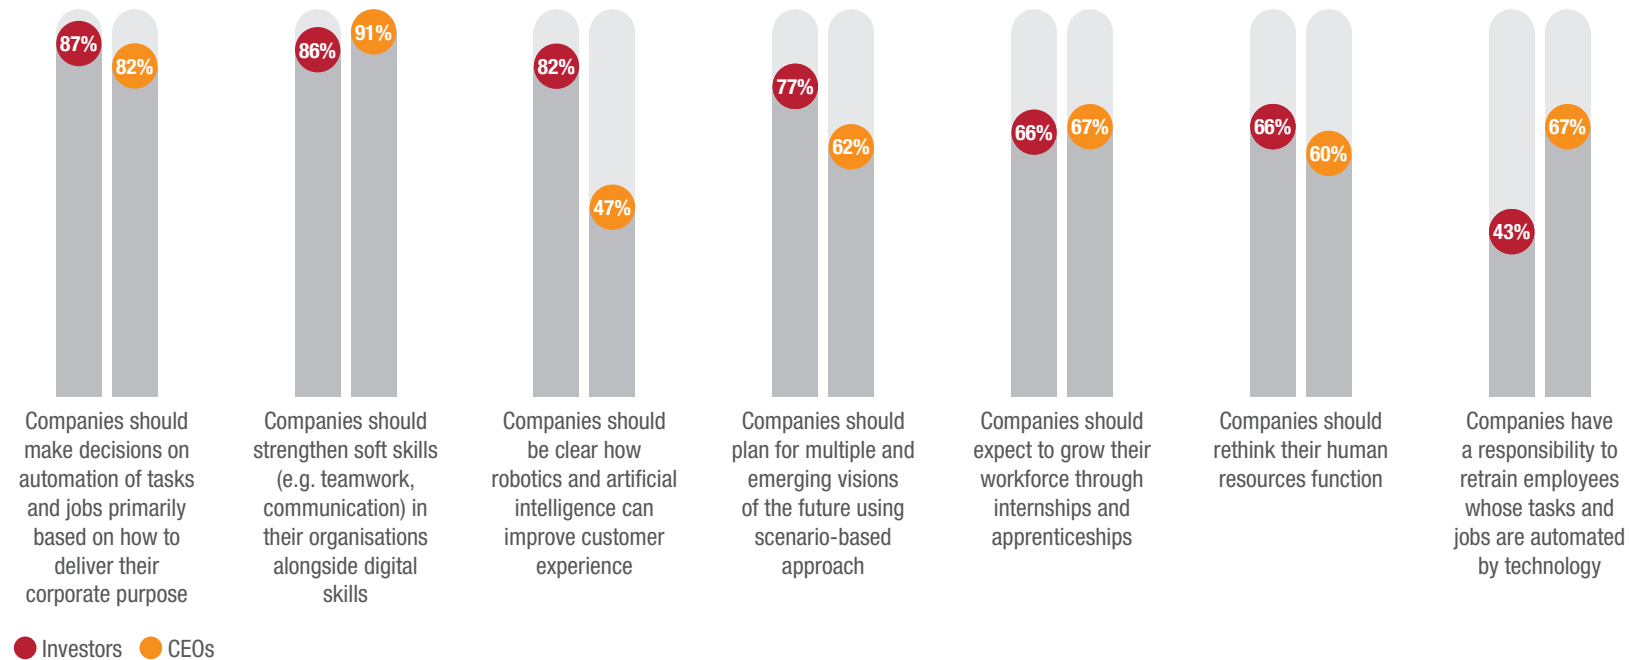 87%
82%
86%
91%
82%
47%
77%
62%
66%
67%
66%
60%
43%
67%
Companies should
make decisions on
automation of tasks
and jobs primarily
based on how to
deliver their
corporate purpose
Companies should
strengthen soft skills
(e.g. teamwork,
communication) in
their organisations
alongside digital
skills
Companies should
be clear how
robotics and artificial
intelligence can
improve customer
experience
Companies should
plan for multiple and
emerging visions
of the future using
scenario-based
approach
Companies should
expect to grow their
workforce through
internships and
apprenticeships
Companies should
rethink their human
resources function
Companies have
a responsibility to
retrain employees
whose tasks and
jobs are automated
by technology
Investors
CEOs